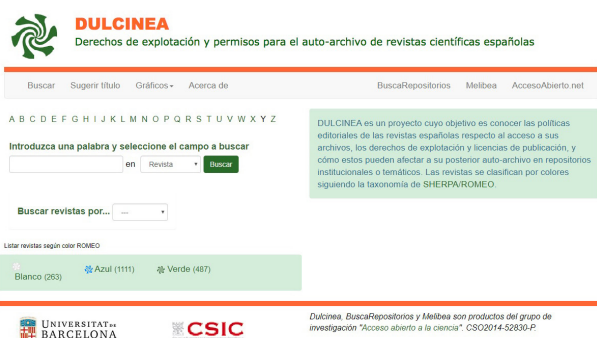 DULCINEA
Derechos de explotación y permisos para el auto-archivo de revistas científicas españolas
Buscar Sugerir título Gráficos Acerca de BuscaRepositorios Melibea AccesoAbierto.net
A B C D E F G H I J K L M N O P Q R S T U V W X Y Z
Introduzca una palabra y seleccione el campo a buscar
en Revista Buscar
Buscar revistas por... ---
Listar revistas según color ROMEO
Blanco (263) Azul (1111) Verde (487)
DULCINEA es un proyecto cuyo objetivo es conocer las políticas
editoriales de las revistas españolas respecto al acceso a sus
archivos, los derechos de explotación y licencias de publicación, y
cómo estos pueden afectar a su posterior auto-archivo en repositorios
institucionales o temáticos. Las revistas se clasifican por colores
siguiendo la taxonomía de SHERPA/ROMEO.
UNIVERSITAT DE
BARCELONA
CSIC
Dulcinea, BuscaRepositorios y Melibea son productos del grupo de
investigación "Acceso abierto a la ciencia". CSO2014-52830-P.